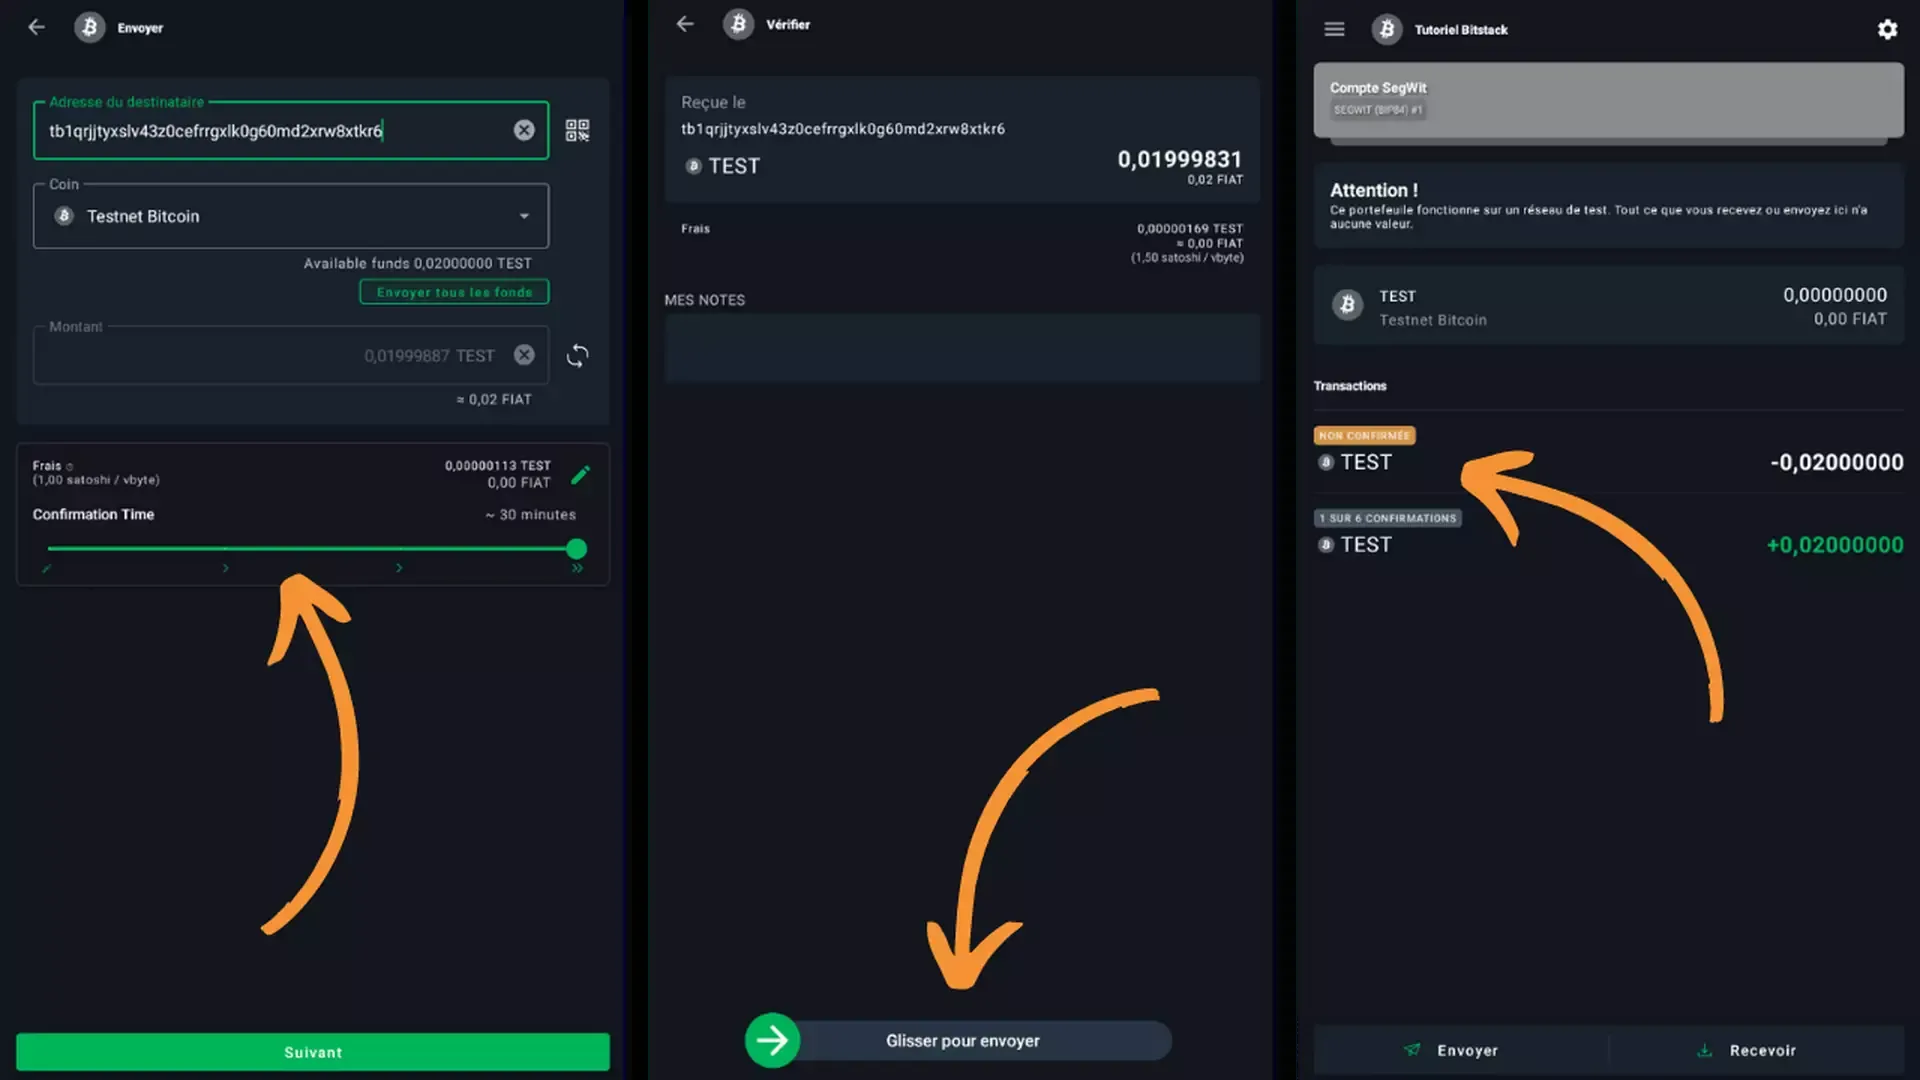 Envoyer
Adresse du destinataire
tb1qrjjtyxslv43z0cefrrgxlk0g60md2xrw8xtkr6
Coin
Testnet Bitcoin
Available funds 0,02000000 TEST
Envoyer tous les fonds
Montant
0,01999887 TEST
≈ 0,02 FIAT
Frais
0,00000113 TEST
(1,00 satoshi / vbyte)
0,00 FIAT
Confirmation Time
~ 30 minutes
Suivant
Vérifier
Reçue le
tb1qrjjtyxslv43z0cefrrgxlk0g60md2xrw8xtkr6
TEST
0,01999831
0,02 FIAT
Frais
0,00000169 TEST
≈ 0,00 FIAT
(1,50 satoshi / vbyte)
MES NOTES
Glisser pour envoyer
Tutoriel Bitstack
Compte SegWit
SEGWIT (BIP84) #1
Attention !
Ce portefeuille fonctionne sur un réseau de test. Tout ce que vous recevez ou envoyez ici n'a
aucune valeur.
TEST
0,00000000
Testnet Bitcoin
0,00 FIAT
Transactions
NON CONFIRMÉE
TEST
-0,02000000
1 SUR 6 CONFIRMATIONS
TEST
+0,02000000
Envoyer
Recevoir